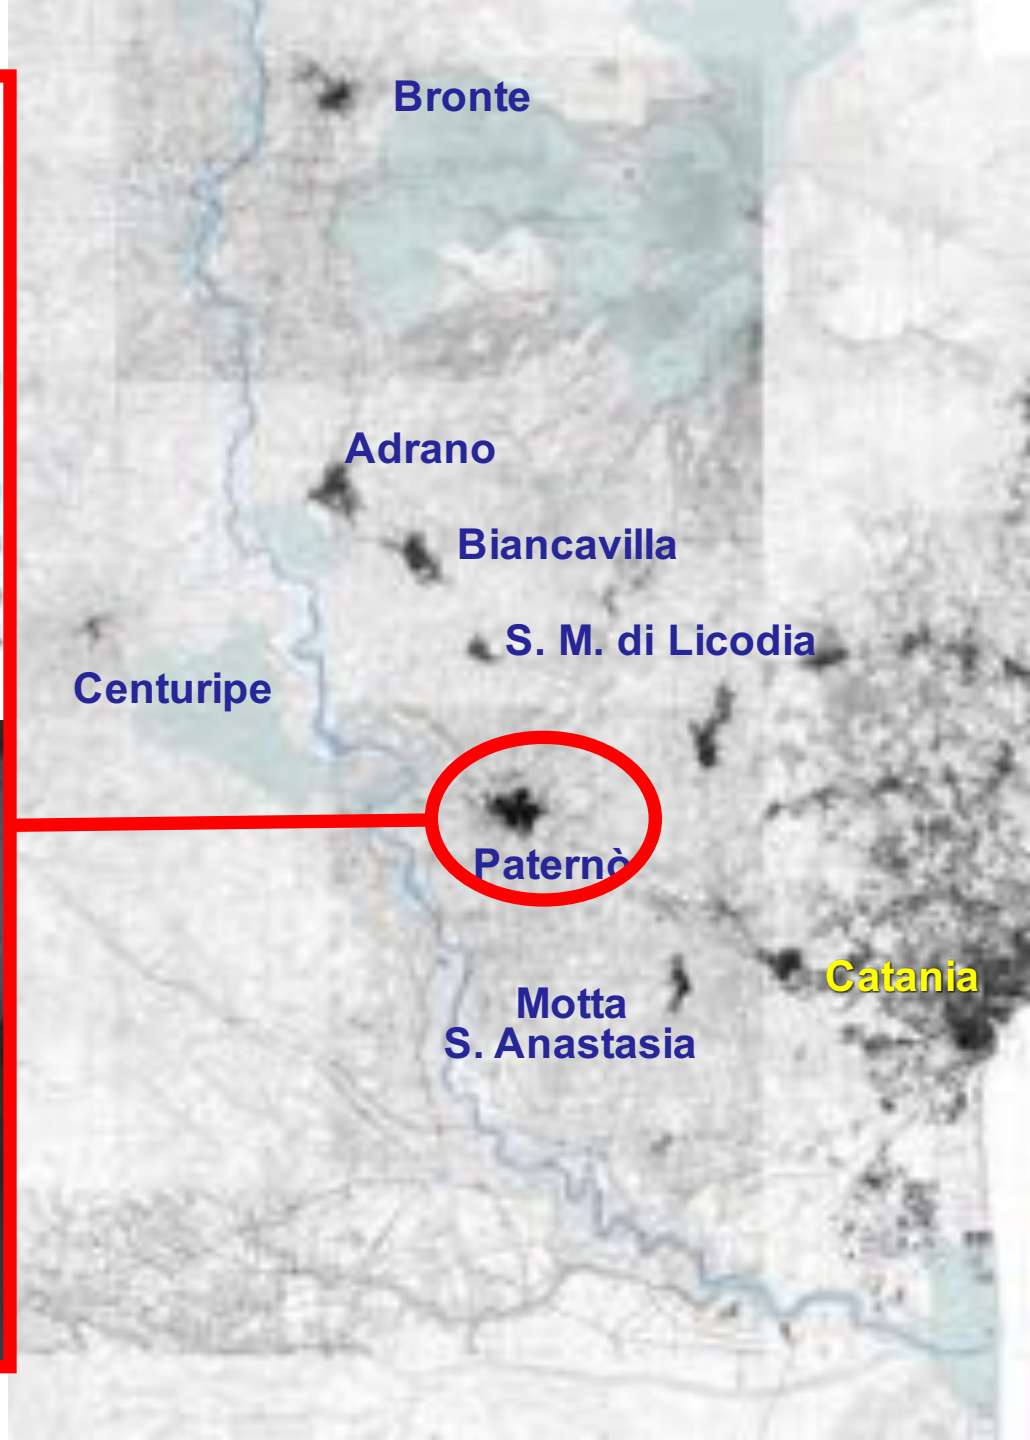 Bronte
Adrano
Biancavilla
S. M. di Licodia
Centuripe
Paternò
Catania
Motta
S. Anastasia